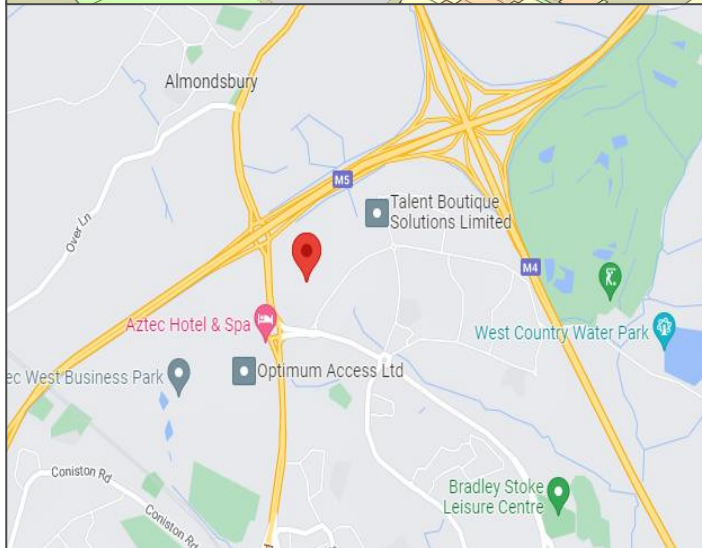 Almondsbury
M5
Talent Boutique
Solutions Limited
Over Ln
M4
Aztec Hotel & Spa
West Country Water Park
ec West Business Park
Optimum Access Ltd
Coniston Rd
Coniston Rd
Bradley Stoke
Leisure Centre